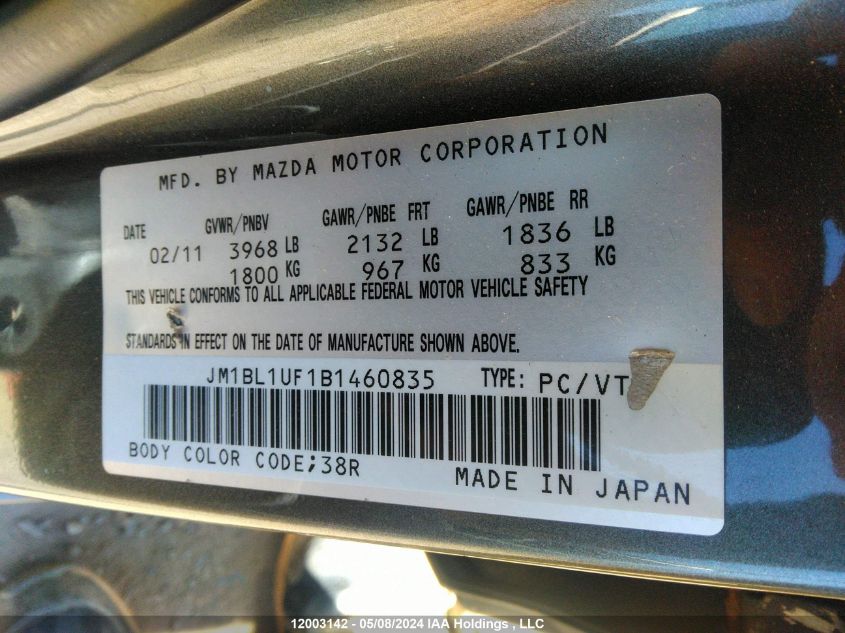 MFD. BY MAZDA MOTOR CORPORATION
DATE GVWR/PNBV GAWR/PNBE FRT GAWR/PNBE RR
02/11 3968 LB 2132 LB 1836 LB
1800 KG 967 KG 833 KG
THIS VEHICLE CONFORMS TO ALL APPLICABLE FEDERAL MOTOR VEHICLE SAFETY
STANDARDS IN EFFECT ON THE DATE OF MANUFACTURE SHOWN ABOVE.
JM1BL1UF1B1460835 TYPE: PC/VT
BODY COLOR CODE;38R MADE IN JAPAN
12003142 - 05/08/2024 IAA Holdings , LLC